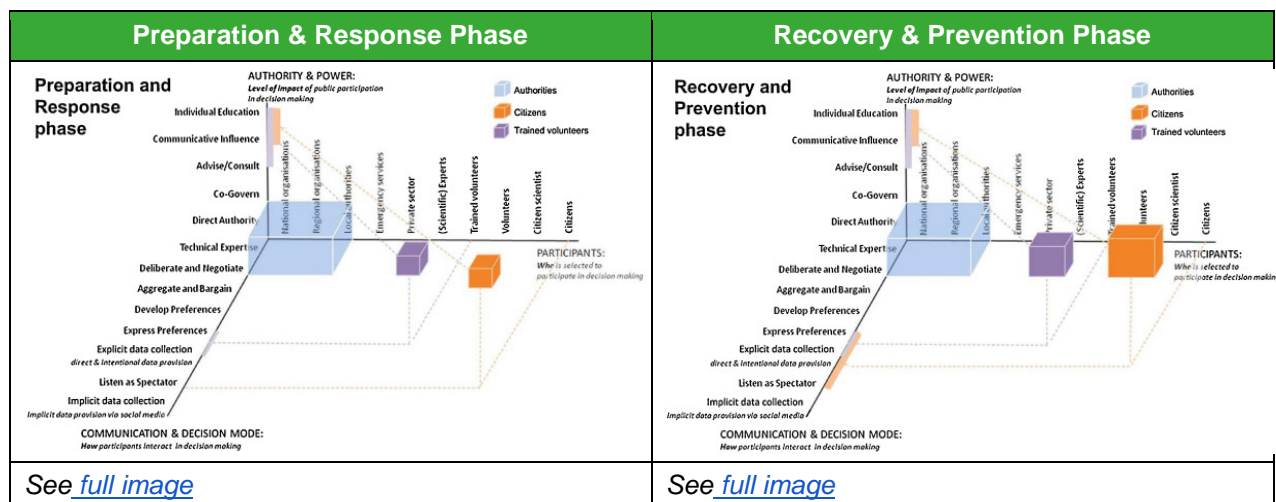 Preparation & Response Phase
Recovery & Prevention Phase
Preparation and
Response
phase
AUTHORITY & POWER:
Level of Impact of public participation
in decision making
Individual Education
Communicative Influence
Advise/Consult
Co-Govern
Direct Authority
Technical Expertise
Deliberate and Negotiate
Aggregate and Bargain
Develop Preferences
Express Preferences
Explicit data collection
direct & intentional data provision
Listen as Spectator
Implicit data collection
Implicit data provision via social media
COMMUNICATION & DECISION MODE:
How participants interact in decision making
Authorities
Citizens
Trained volunteers
National organisations
Regional organisations
Local authorities
Emergency services
Private sector
(Scientific) Experts
Trained volunteers
Volunteers
Citizen scientist
Citizens
PARTICIPANTS:
Who is selected to
participate in decision making
Recovery and
Prevention
phase
AUTHORITY & POWER:
Level of Impact of public participation
in decision making
Individual Education
Communicative Influence
Advise/Consult
Co-Govern
Direct Authority
Technical Expertise
Deliberate and Negotiate
Aggregate and Bargain
Develop Preferences
Express Preferences
Explicit data collection
direct & intentional data provision
Listen as Spectator
Implicit data collection
Implicit data provision via social media
COMMUNICATION & DECISION MODE:
How participants interact in decision making
Authorities
Citizens
Trained volunteers
National organisations
Regional organisations
Local authorities
Emergency services
Private sector
(Scientific) Experts
Trained volunteers
unteers
Citizen scientist
Citizens
PARTICIPANTS:
Who is selected to
participate in decision makin
See full image
See full image